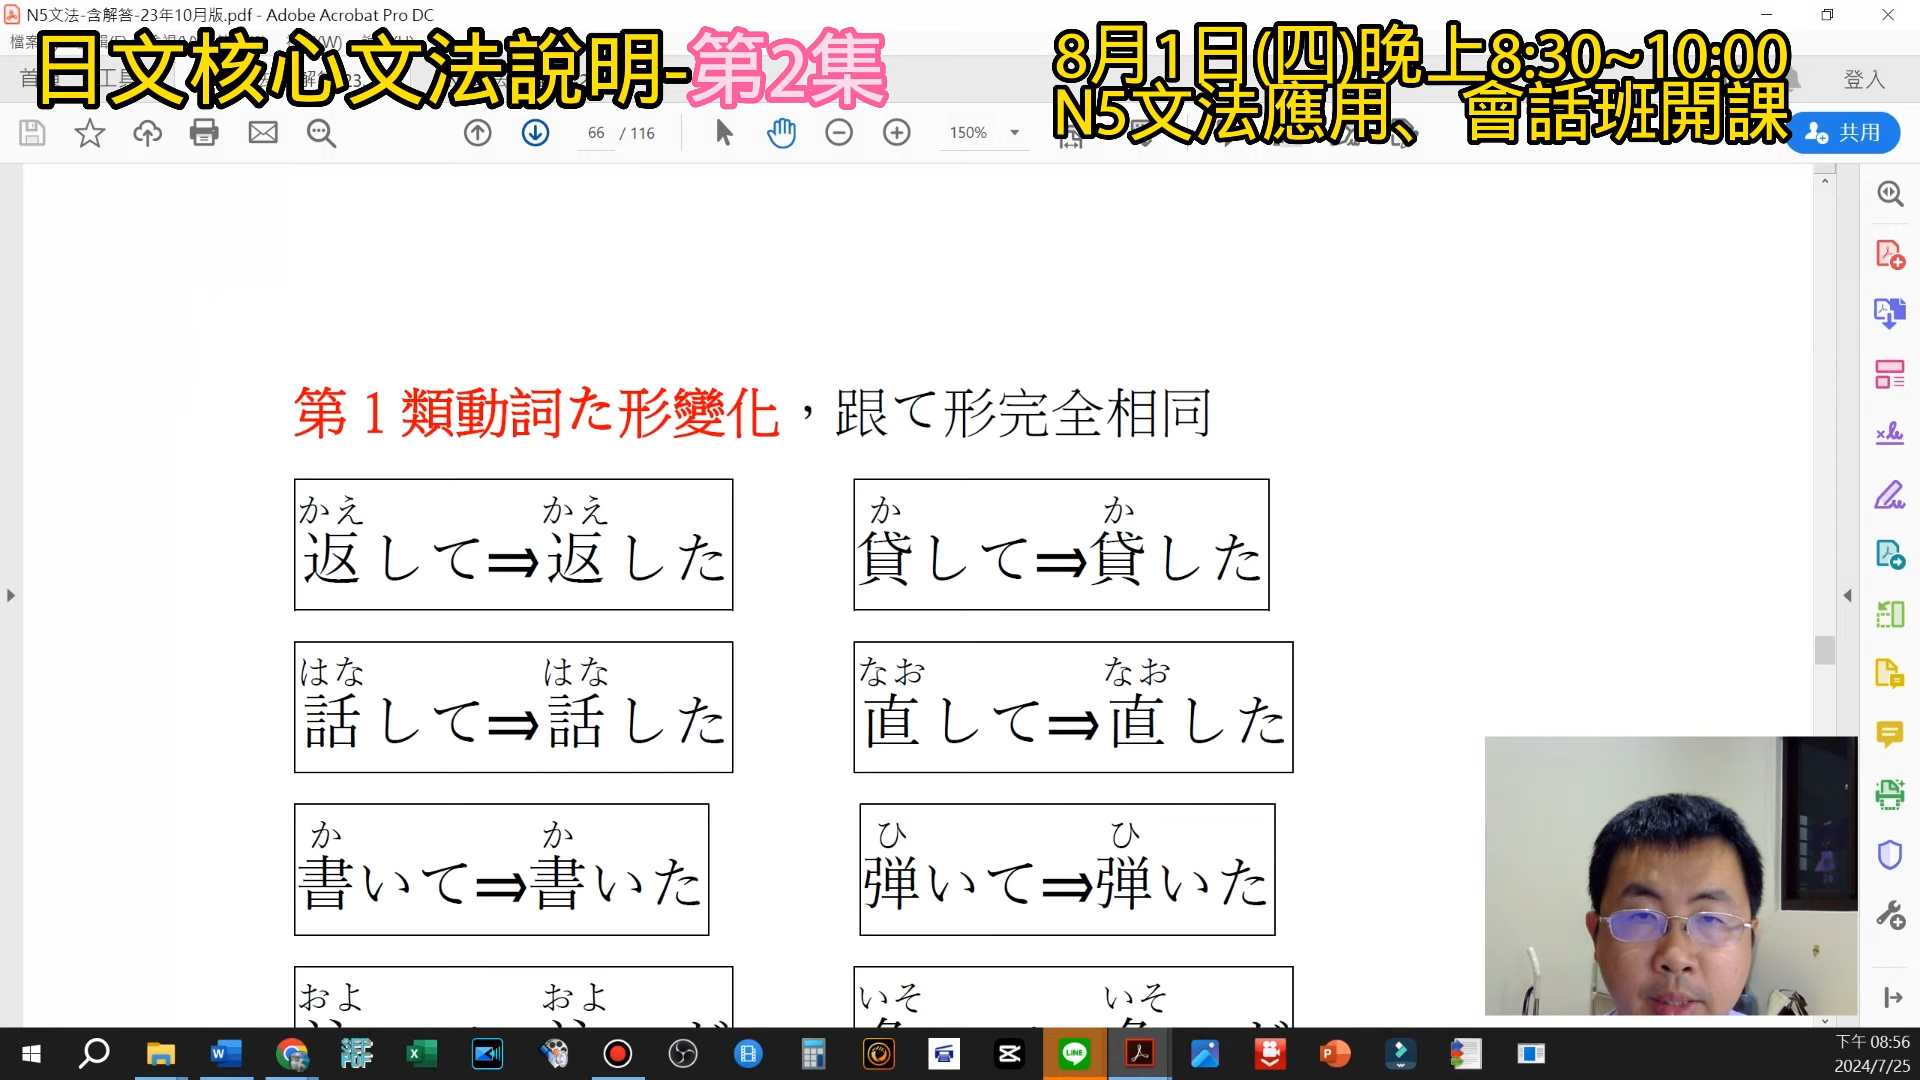 N5文法-含解答-23年10月版.pdf - Adobe Acrobat Pro DC
日文核心文法說明-第2集
8月1日(四)晚上8:30~10:00
N5文法應用、會話班開課
登入
66 / 116
150%
共用
第1類動詞た形變化，跟て形完全相同
かえ かえ
返して⇒返した
か か
貸して⇒貸した
はな はな
話して⇒話した
なお なお
直して⇒直した
か か
書いて⇒書いた
ひ ひ
弾いて⇒弾いた
およ およ
いそ いそ
下午 08:56
2024/7/25